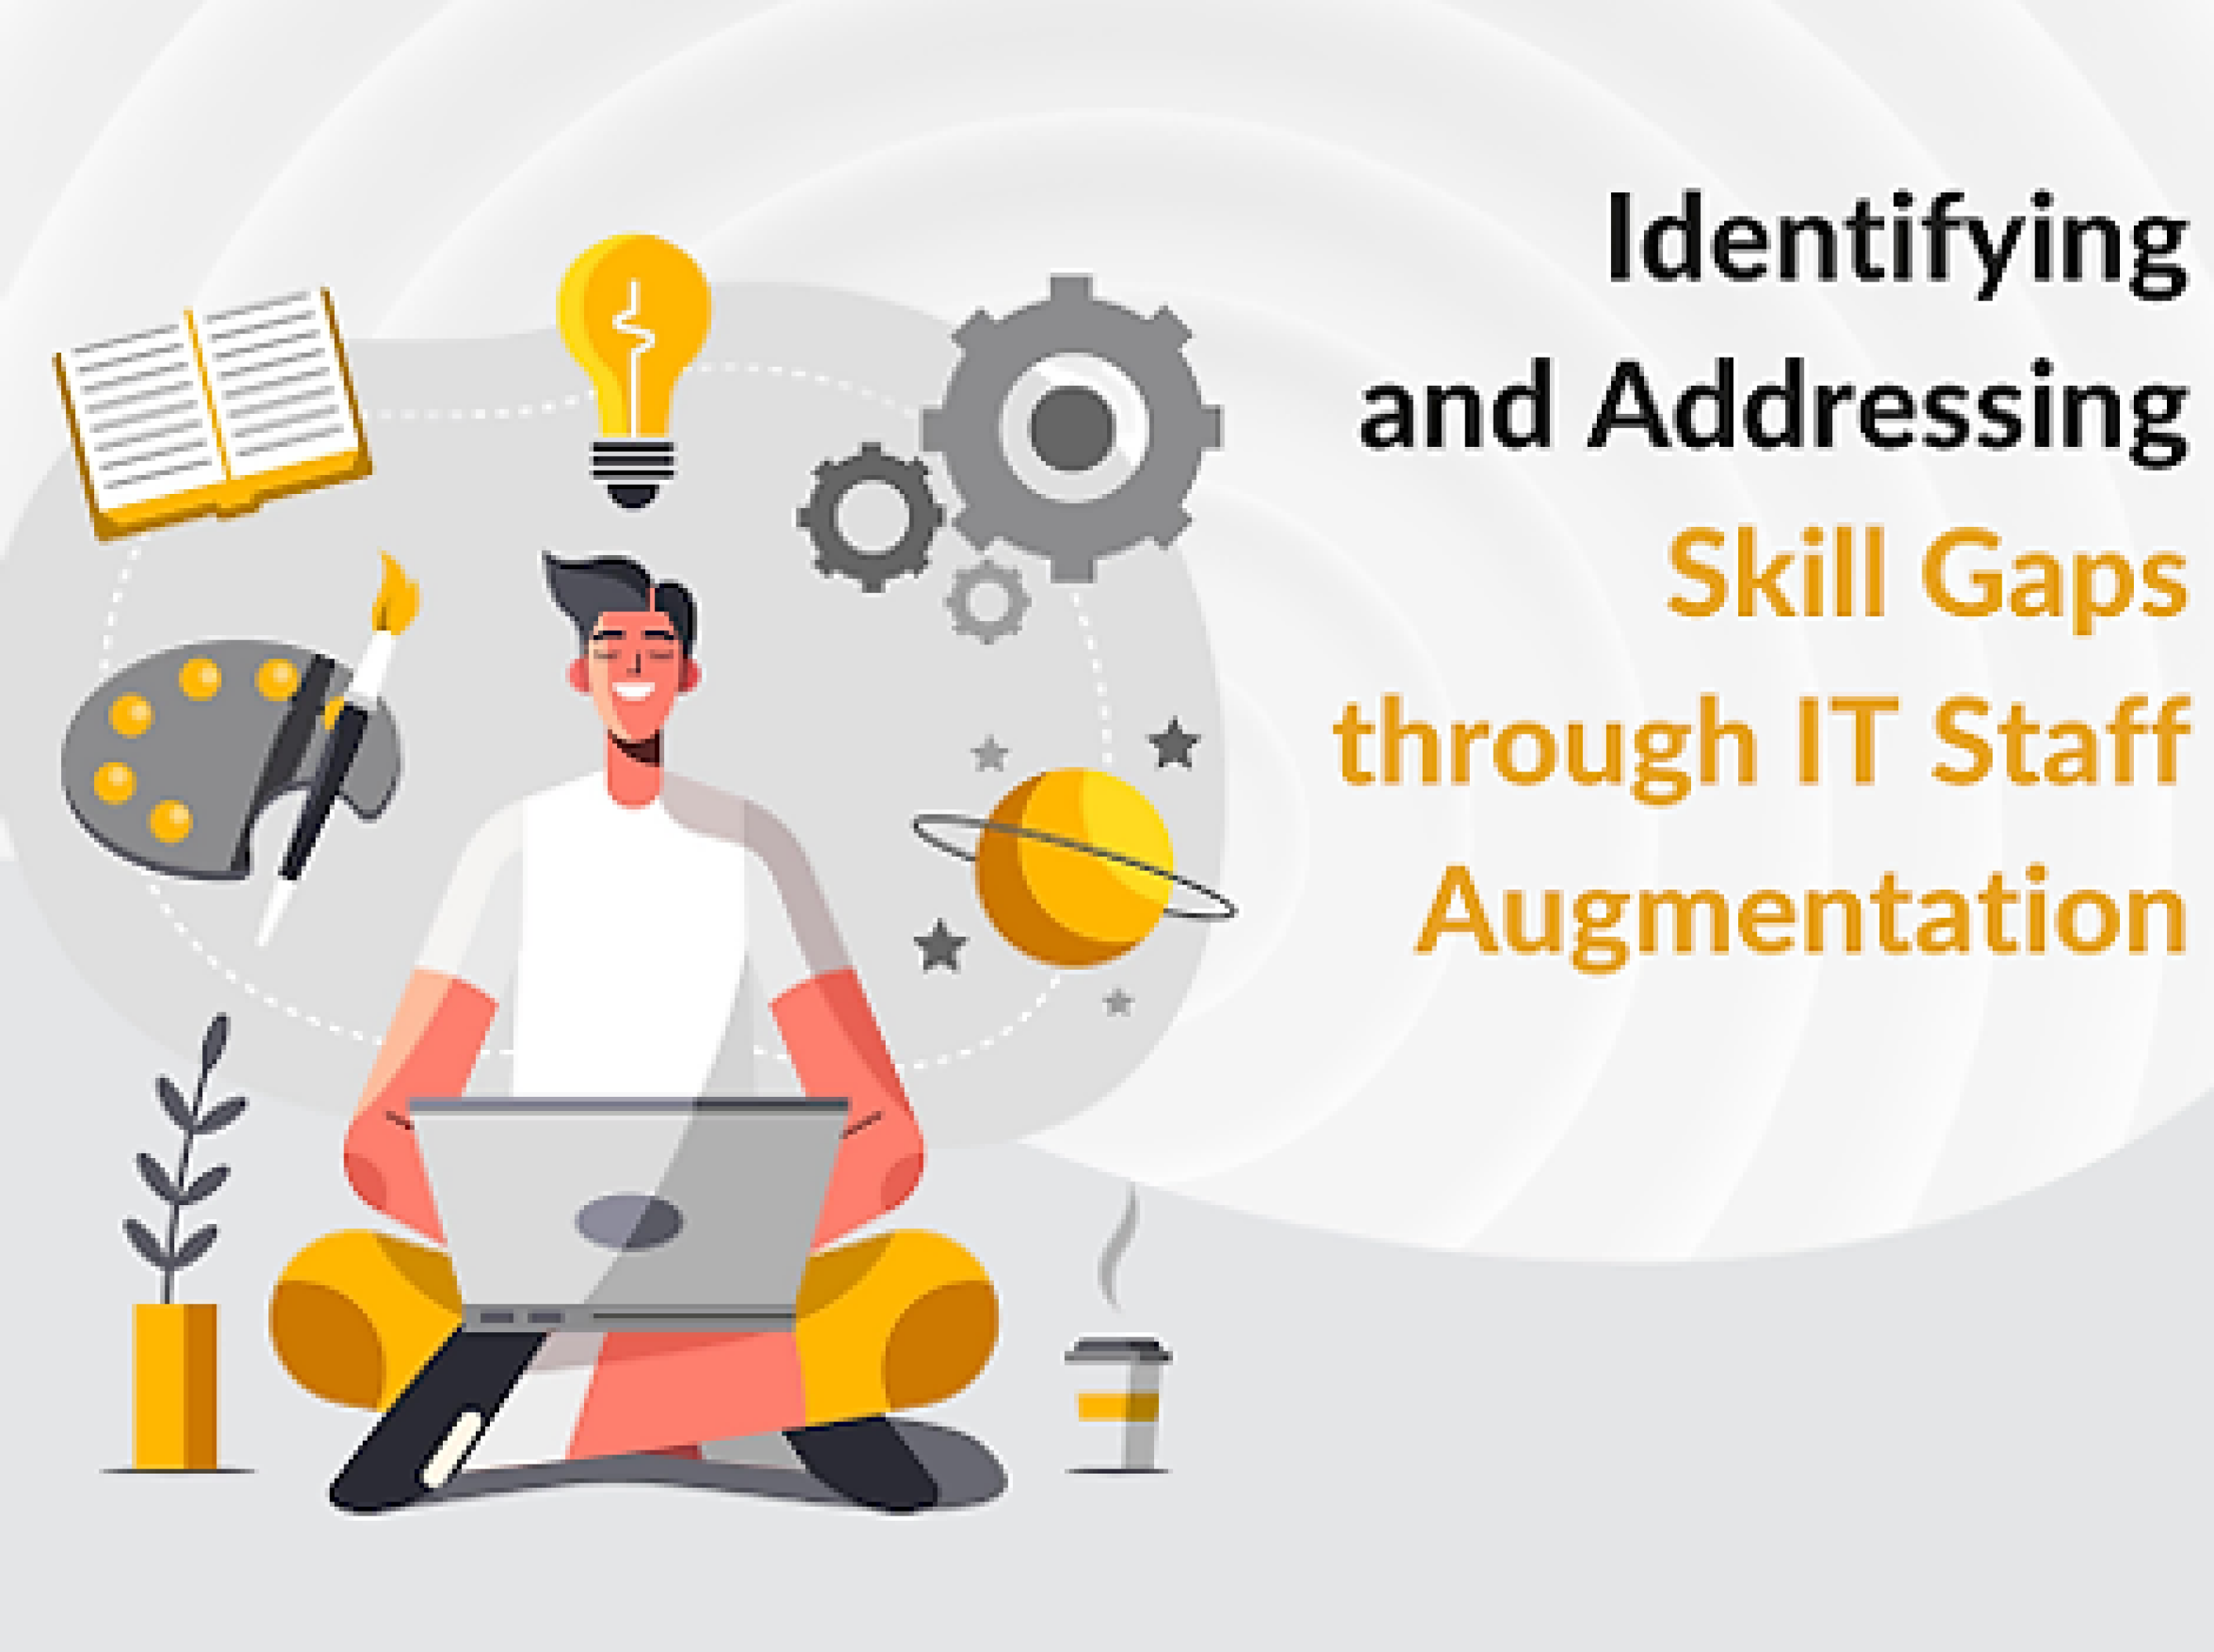 Identifying
and Addressing
Skill Gaps
through IT Staff
Augmentation